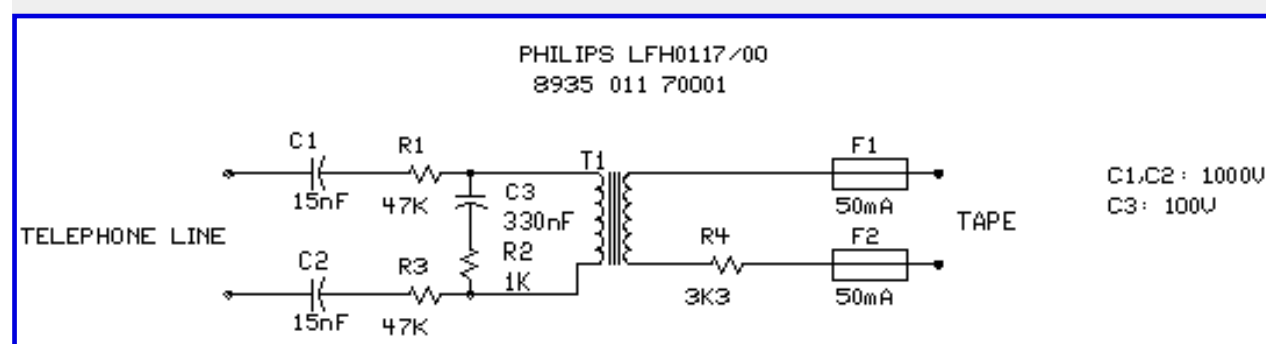 PHILIPS LFH0117/00
8935 011 70001
C1
R1
T1
F1
15nF
47K
C3
330nF
50mA
C1,C2: 1000V
C3: 100V
TELEPHONE LINE
TAPE
C2
R3
R2
1K
R4
F2
15nF
47K
3K3
50mA